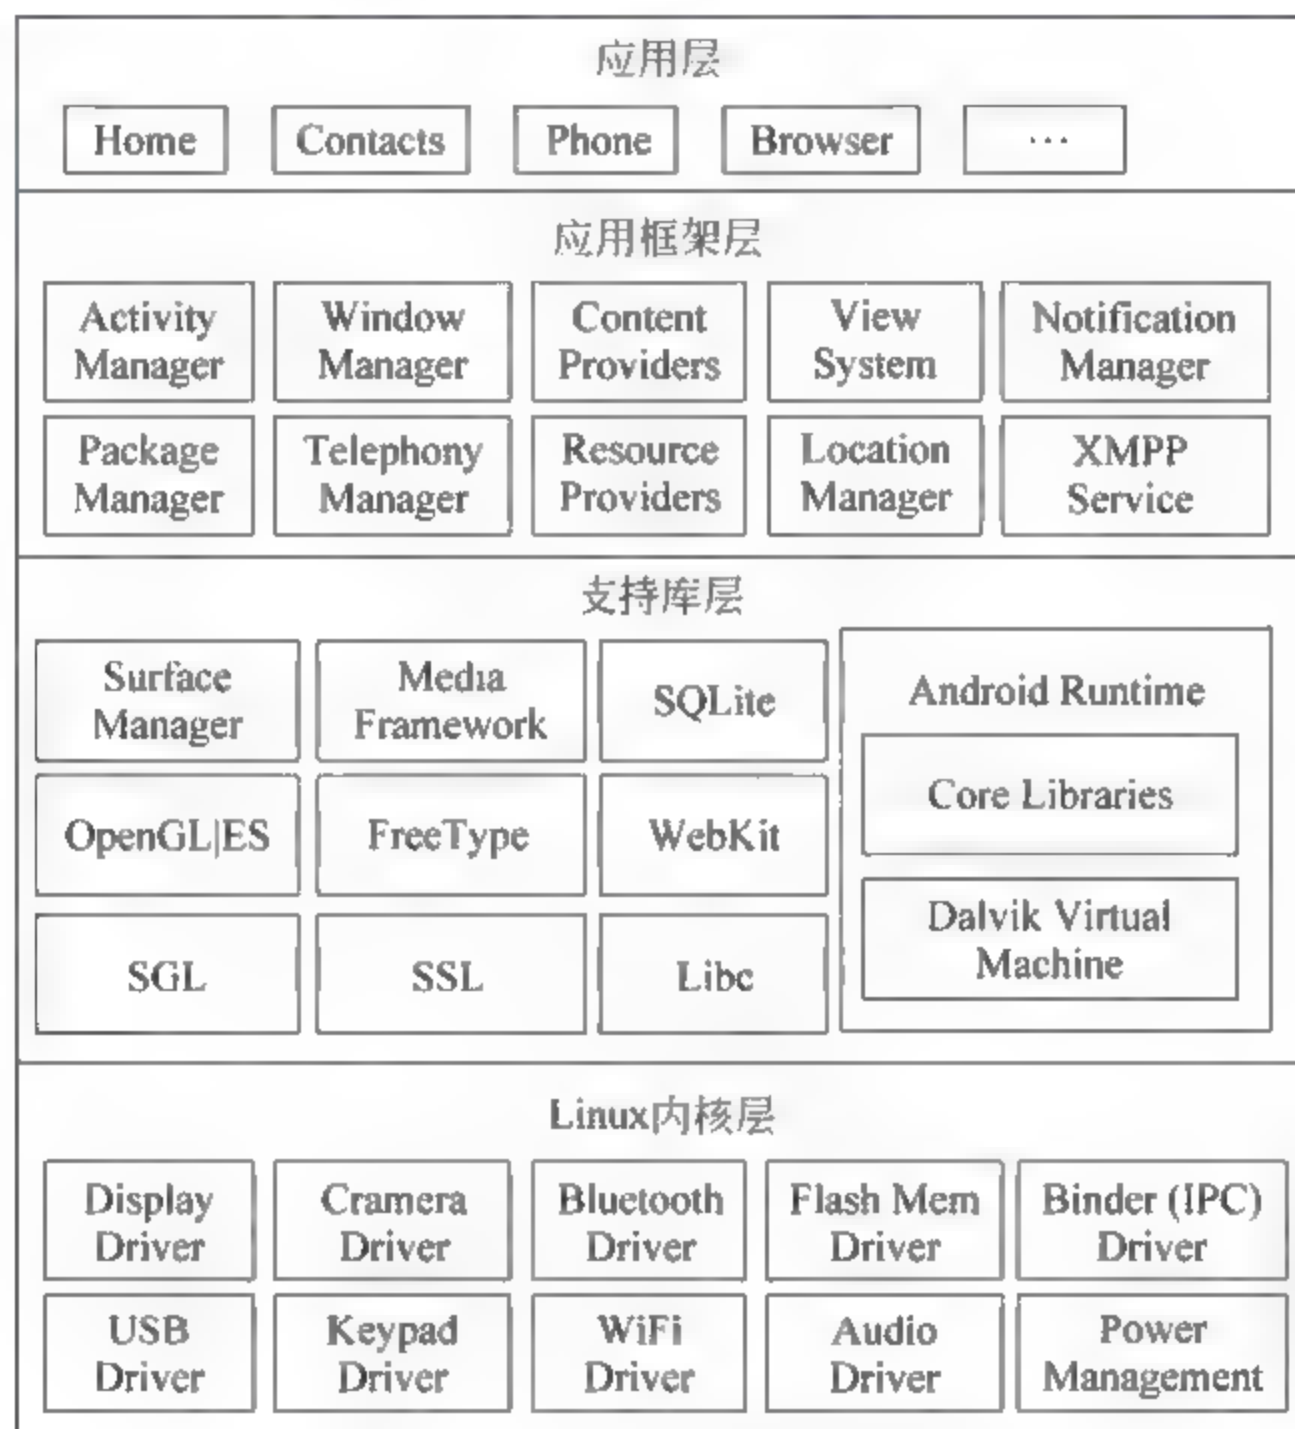 应用层
Home
Contacts
Phone
Browser
...
应用框架层
Activity
Manager
Window
Manager
Content
Providers
View
System
Notification
Manager
Package
Manager
Telephony
Manager
Resource
Providers
Location
Manager
XMPP
Service
支持库层
Surface
Manager
Media
Framework
SQLite
Android Runtime
Core Libraries
OpenGL|ES
FreeType
WebKit
Dalvik Virtual
Machine
SGL
SSL
Libc
Linux内核层
Display
Driver
Cramera
Driver
Bluetooth
Driver
Flash Mem
Driver
Binder (IPC)
Driver
USB
Driver
Keypad
Driver
WiFi
Driver
Audio
Driver
Power
Management